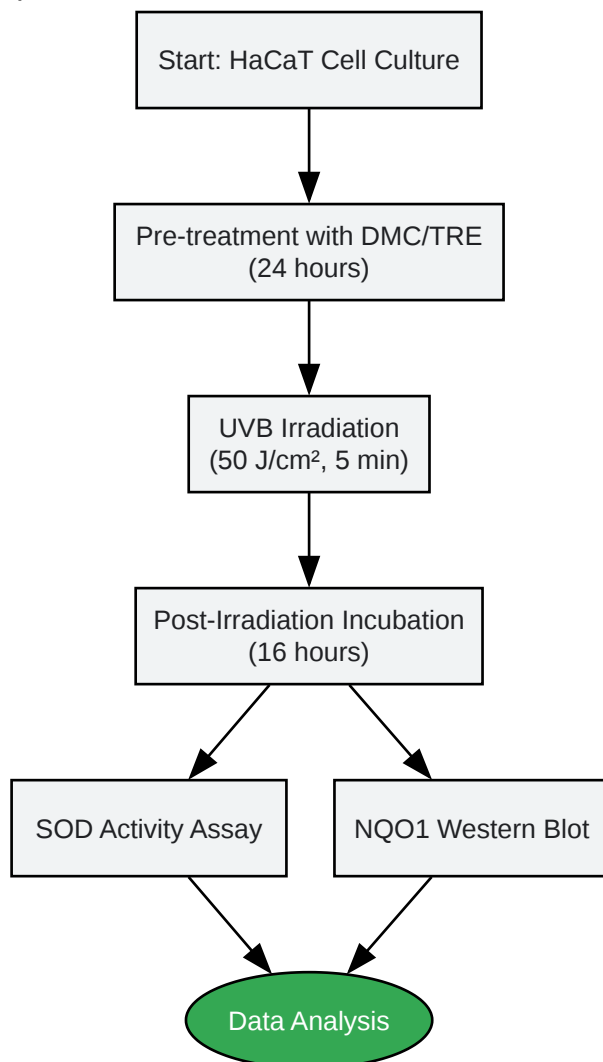 Start: HaCaT Cell Culture
Pre-treatment with DMC/TRE
(24 hours)
UVB Irradiation
(50 J/cm², 5 min)
Post-Irradiation Incubation
(16 hours)
SOD Activity Assay
NQO1 Western Blot
Data Analysis